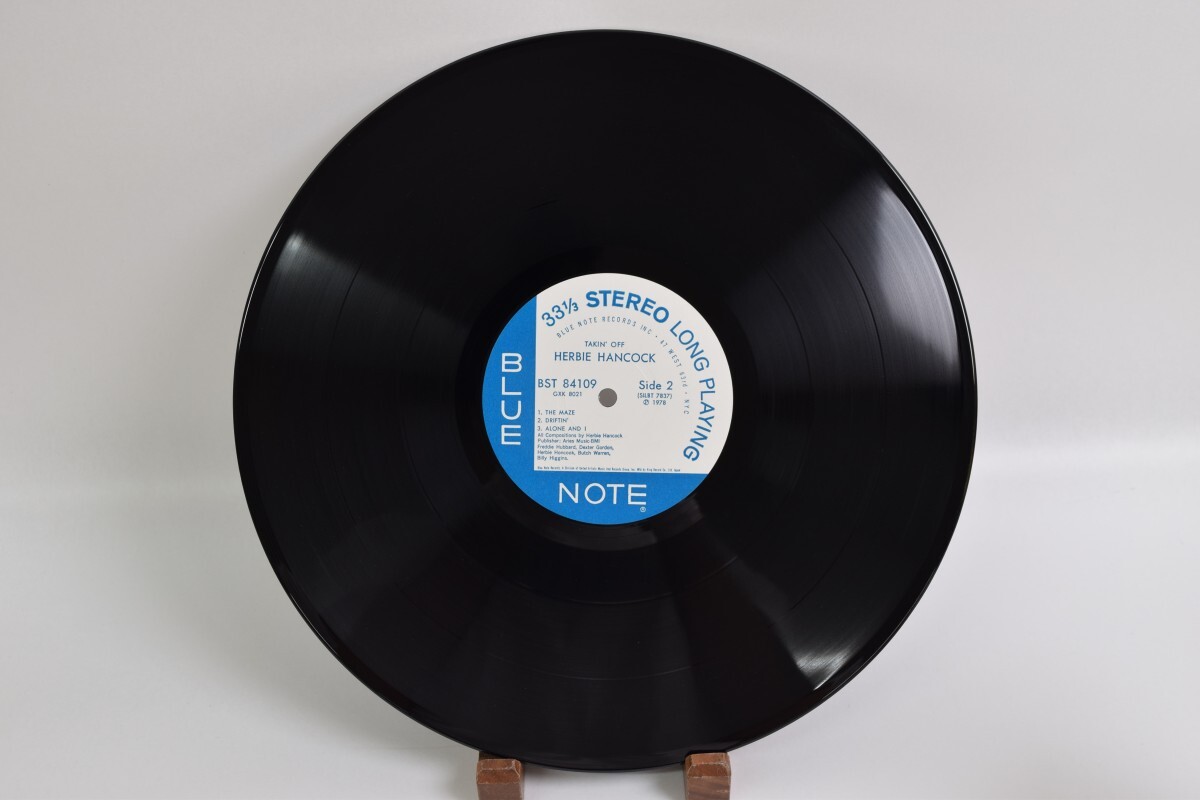 33⅓ STEREO LONG PLAYING
BLUE NOTE RECORDS INC • 47 WEST 63rd • NYC
TAKIN' OFF
HERBIE HANCOCK
BST 84109
GXK 8021
Side 2
(SILBT 7837)
℗ 1978
1. THE MAZE
2. DRIFTIN'
3. ALONE AND I
All Compositions by Herbie Hancock
Publisher: Aries Music-BMI
Freddie Hubbard, Dexter Gordon,
Herbie Hancock, Butch Warren,
Billy Higgins.
BLUE
NOTE®